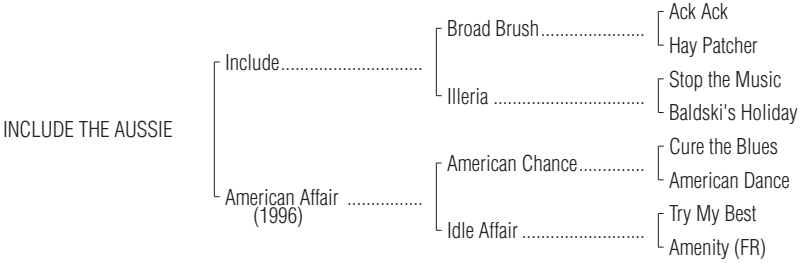 Ack Ack
Broad Brush......................
Hay Patcher
Include..............................
Stop the Music
Illeria ................................
Baldski's Holiday
INCLUDE THE AUSSIE
Cure the Blues
American Chance..............
American Dance
American Affair ................
(1996)
Try My Best
Idle Affair ..........................
Amenity (FR)